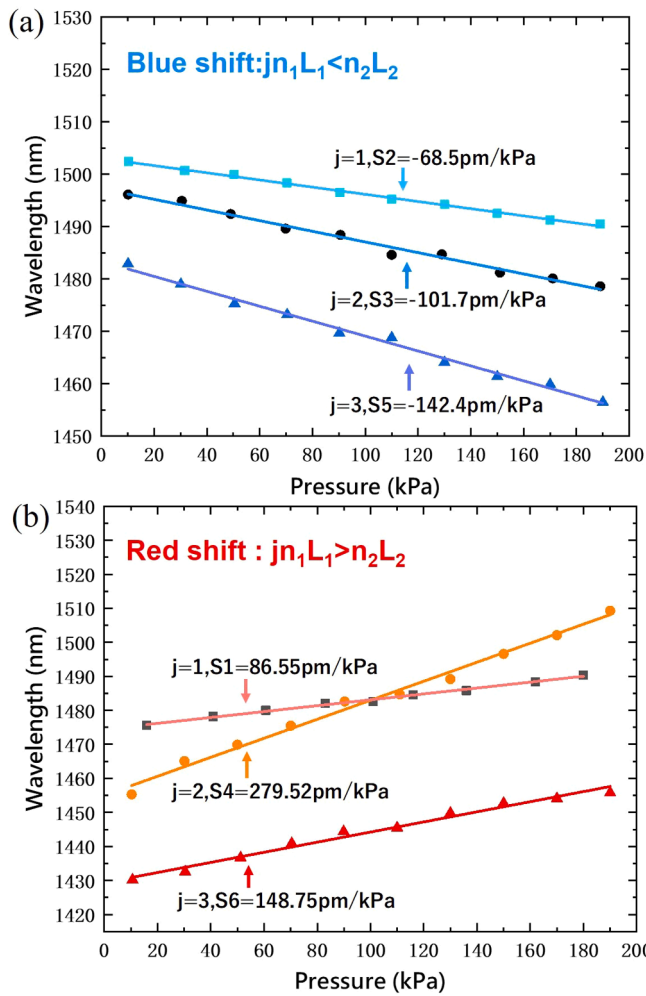 (a)
1530
1520
1510
1500
1490
1480
1470
1460
1450
Wavelength (nm)
Blue shift:jn₁L₁<n₂L₂
j=1,S2=-68.5pm/kPa
j=2,S3=-101.7pm/kPa
j=3,S5=-142.4pm/kPa
0 20 40 60 80 100 120 140 160 180 200
Pressure (kPa)
(b)
1540
1530
1520
1510
1500
1490
1480
1470
1460
1450
1440
1430
1420
Wavelength (nm)
Red shift : jn₁L₁>n₂L₂
j=1,S1=86.55pm/kPa
j=2,S4=279.52pm/kPa
j=3,S6=148.75pm/kPa
0 20 40 60 80 100 120 140 160 180 200
Pressure (kPa)